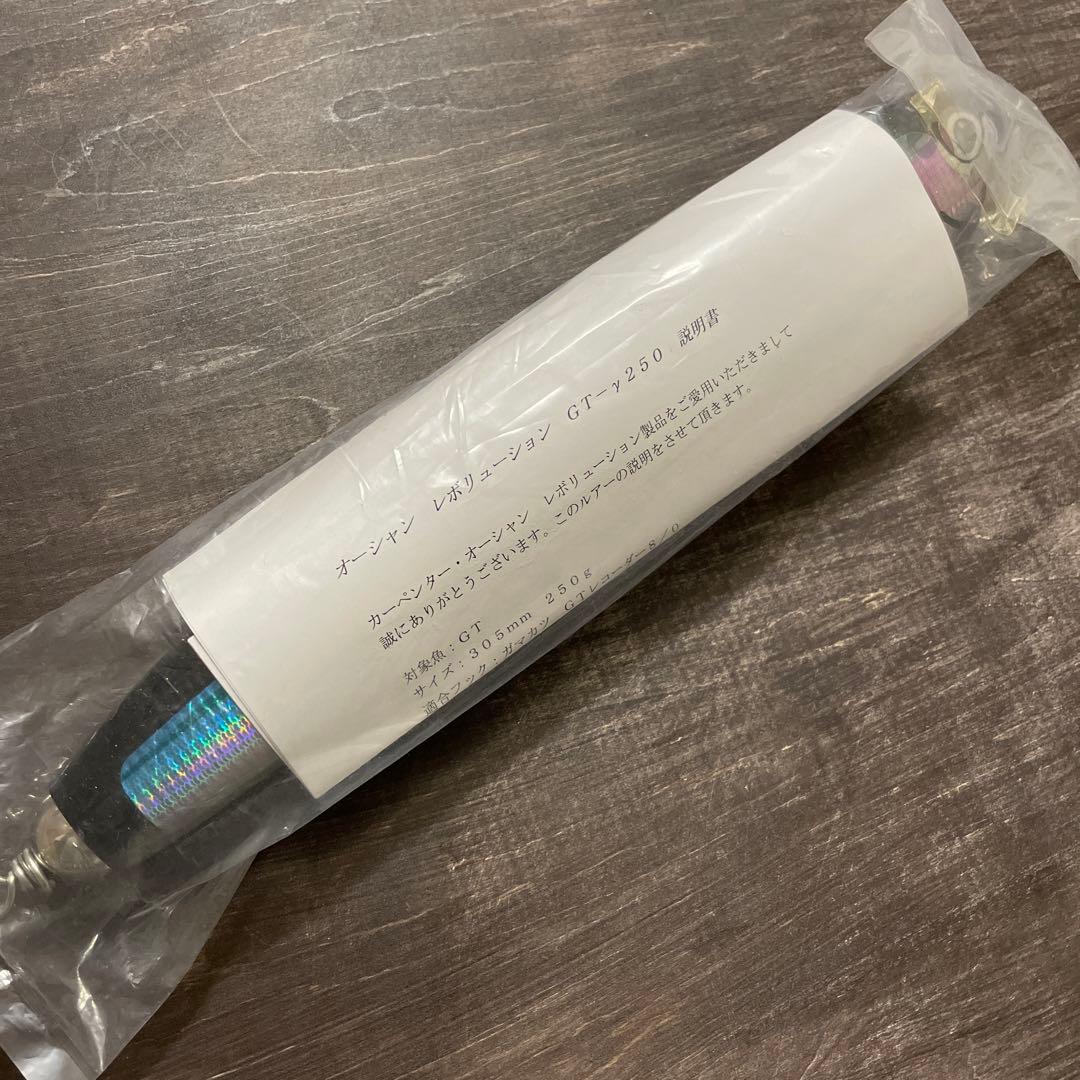 オーシャン　レボリューション　ＧＴ－γ２５０　説明書
カーペンター・オーシャン　レボリューション製品をご愛用いただきまして
誠にありがとうございます。このルアーの説明をさせて頂きます。
対象魚：ＧＴ
サイズ：３０５ｍｍ　２５０ｇ
適合フック：ガマカツ　ＧＴレコーダー８／０